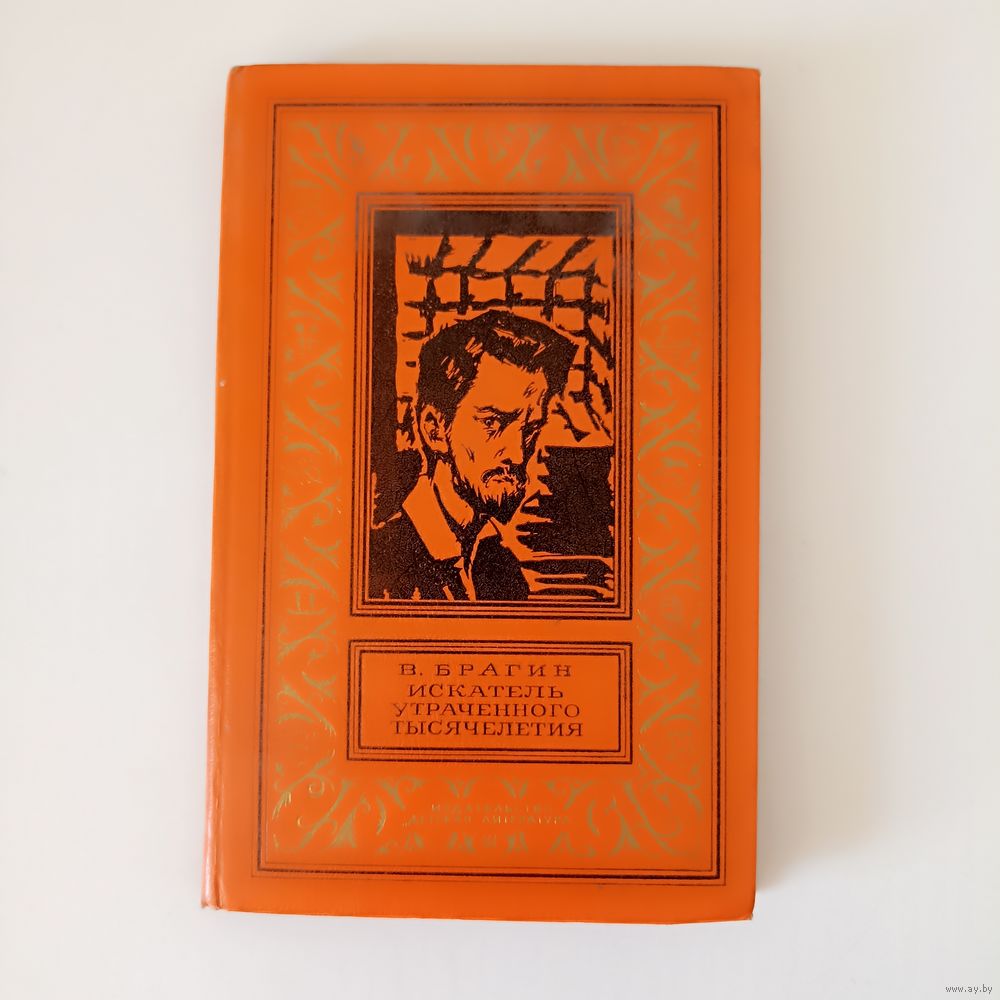 В. БРАГИН
ИСКАТЕЛЬ
УТРАЧЕННОГО
ТЫСЯЧЕЛЕТИЯ
ИЗДАТЕЛЬСТВО
„ДЕТСКАЯ ЛИТЕРАТУРА”
www.ay.by